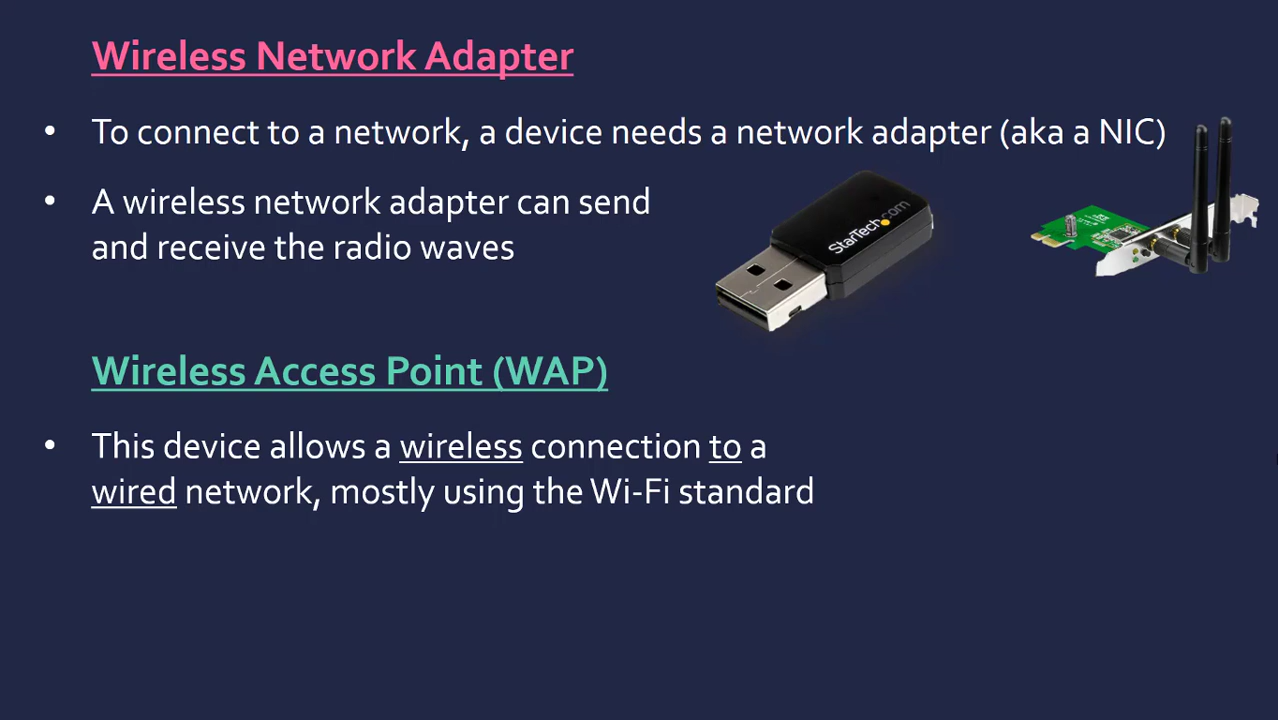 Wireless Network Adapter
• To connect to a network, a device needs a network adapter (aka a NIC)
• A wireless network adapter can send
and receive the radio waves
StarTech.com
Wireless Access Point (WAP)
• This device allows a wireless connection to a
wired network, mostly using the Wi-Fi standard